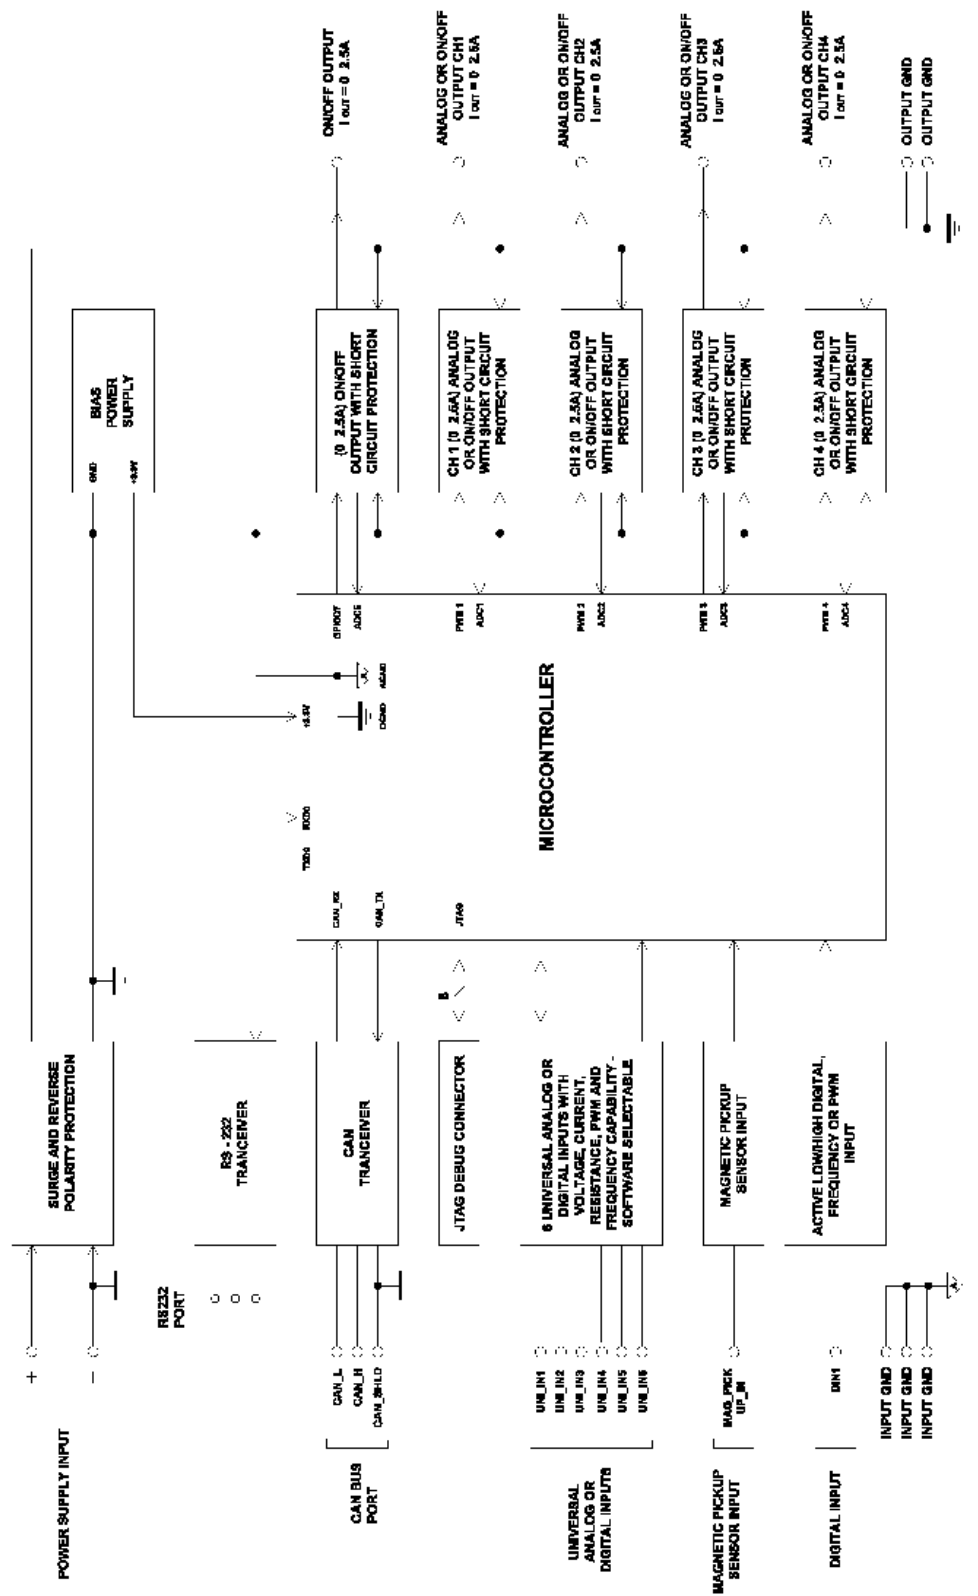 POWER SUPPLY INPUT
+
−
SURGE AND REVERSE
POLARITY PROTECTION
BIAS
POWER
SUPPLY
GND
+3.3V
RS232
PORT
RS - 232
TRANCEIVER
CAN BUS
PORT
CAN_L
CAN_H
CAN_SHLD
CAN
TRANCEIVER
JTAG DEBUG CONNECTOR
UNIVERSAL
ANALOG OR
DIGITAL INPUTS
UNI_IN1
UNI_IN2
UNI_IN3
UNI_IN4
UNI_IN5
UNI_IN6
6 UNIVERSAL ANALOG OR
DIGITAL INPUTS WITH
VOLTAGE, CURRENT,
RESISTANCE, PWM AND
FREQUENCY CAPABILITY -
SOFTWARE SELECTABLE
MAGNETIC PICKUP
SENSOR INPUT
MAG_PICK
UP_IN
MAGNETIC PICKUP
SENSOR INPUT
DIGITAL INPUT
DIN1
ACTIVE LOW/HIGH DIGITAL,
FREQUENCY OR PWM
INPUT
INPUT GND
INPUT GND
INPUT GND
MICROCONTROLLER
CAN_RX
CAN_TX
JTAG
TXD0
RXD0
+3.3V
DGND
AGND
ADC5
PWM 1
ADC1
PWM 2
ADC2
PWM 3
ADC3
PWM 4
ADC4
(0 2.5A) ON/OFF
OUTPUT WITH SHORT
CIRCUIT PROTECTION
CH 1 (0 2.5A) ANALOG
OR ON/OFF OUTPUT
WITH SHORT CIRCUIT
PROTECTION
CH 2 (0 2.5A) ANALOG
OR ON/OFF OUTPUT
WITH SHORT CIRCUIT
PROTECTION
CH 3 (0 2.5A) ANALOG
OR ON/OFF OUTPUT
WITH SHORT CIRCUIT
PROTECTION
CH 4 (0 2.5A) ANALOG
OR ON/OFF OUTPUT
WITH SHORT CIRCUIT
PROTECTION
ON/OFF OUTPUT
I OUT = 0 2.5A
ANALOG OR ON/OFF
OUTPUT CH1
I OUT = 0 2.5A
ANALOG OR ON/OFF
OUTPUT CH2
I OUT = 0 2.5A
ANALOG OR ON/OFF
OUTPUT CH3
I OUT = 0 2.5A
ANALOG OR ON/OFF
OUTPUT CH4
I OUT = 0 2.5A
OUTPUT GND
OUTPUT GND